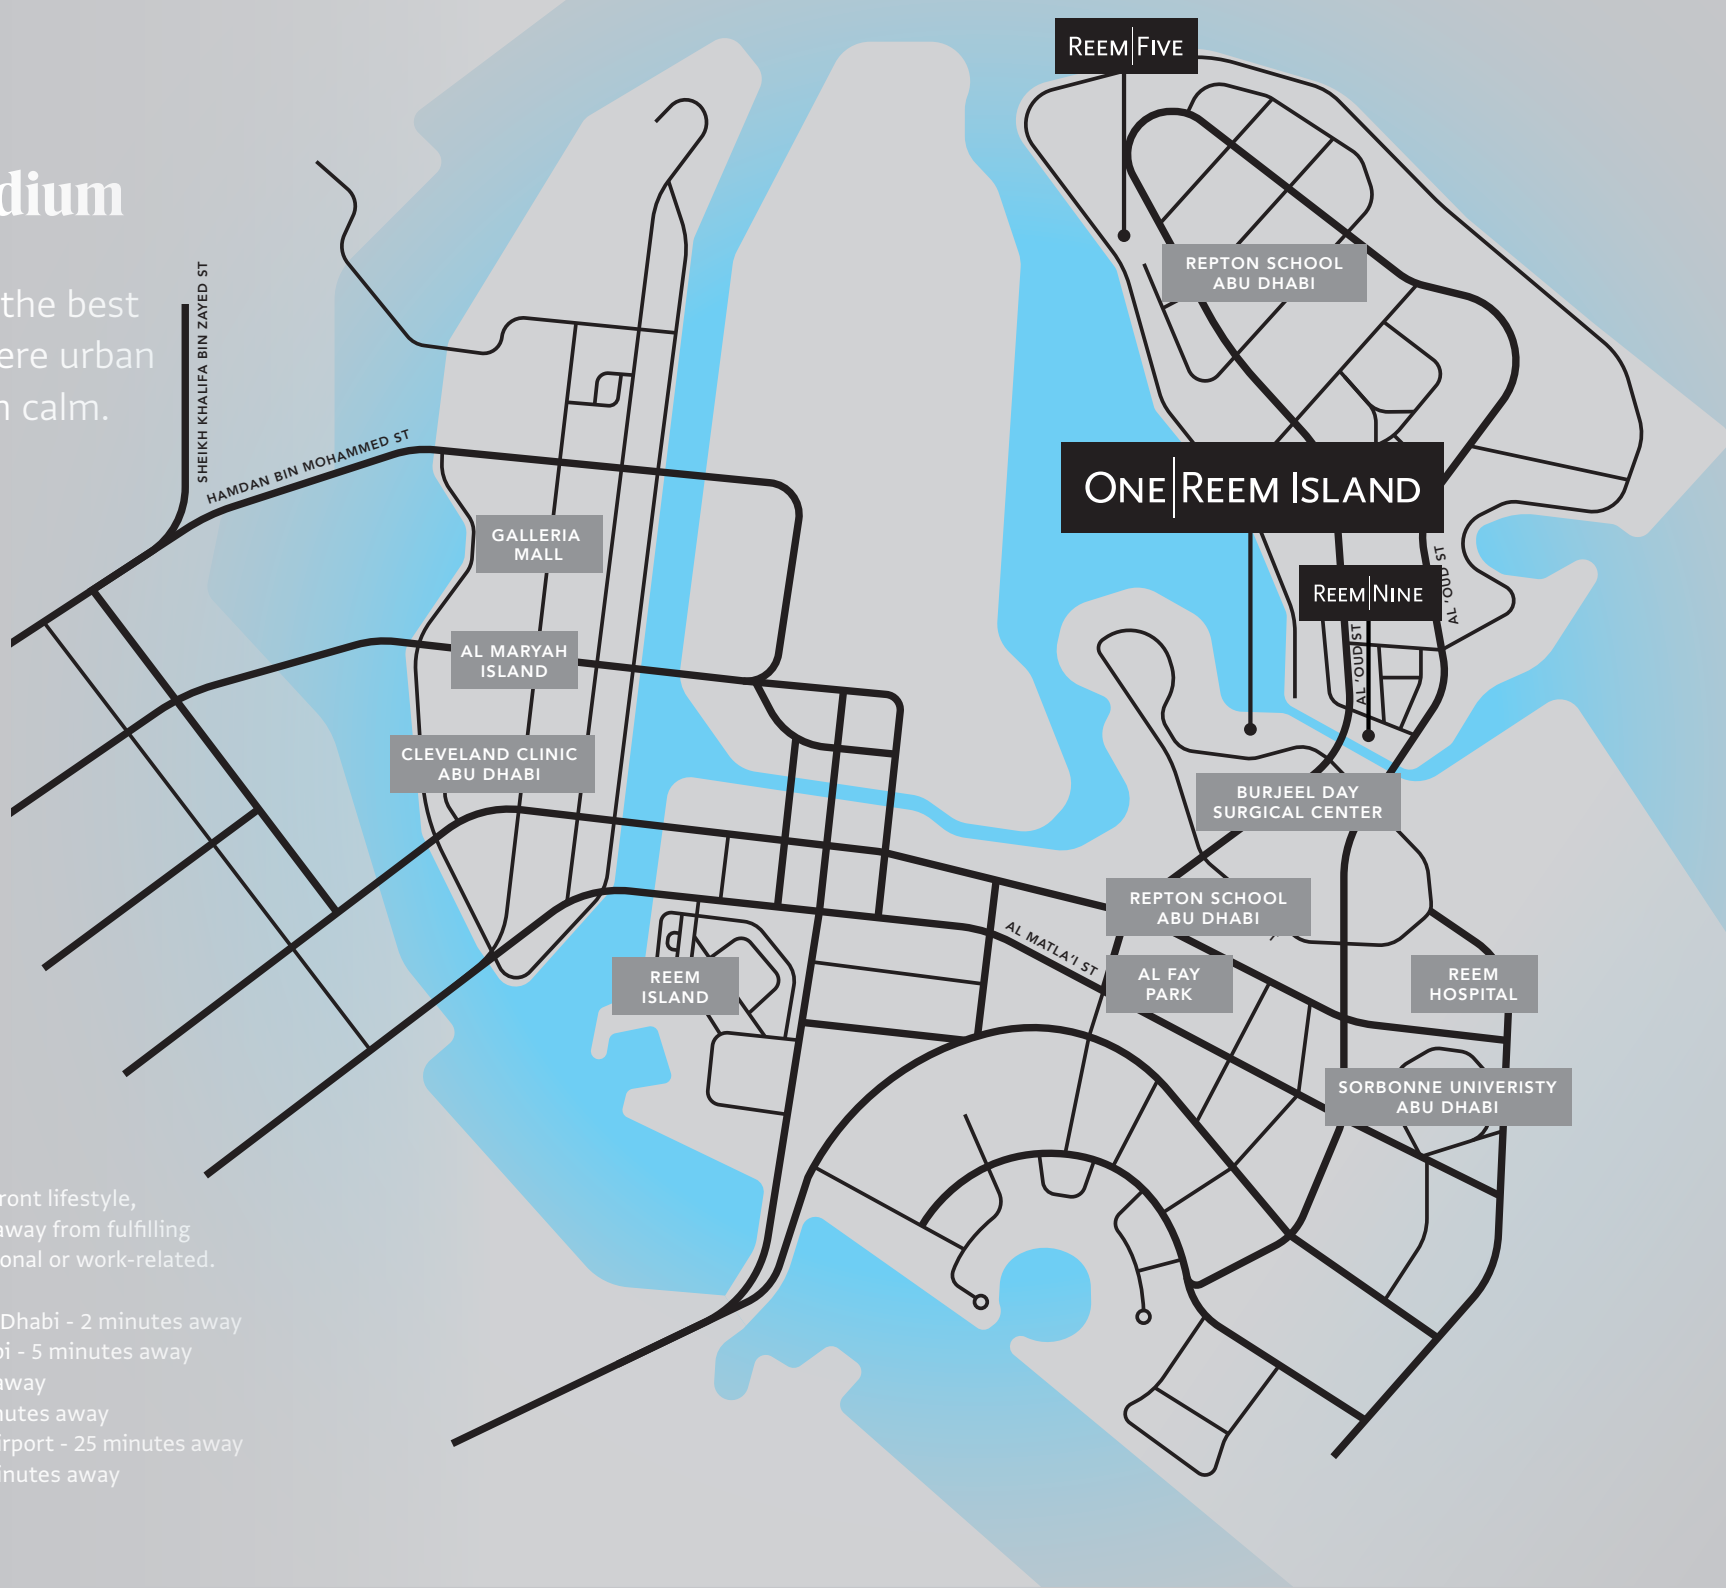 dium
the best
ere urban
n calm.
SHEIKH KHALIFA BIN ZAYED ST
HAMDAN BIN MOHAMMED ST
REEM|FIVE
REPTON SCHOOL
ABU DHABI
ONE|REEM ISLAND
GALLERIA
MALL
AL 'OUD ST
REEM|NINE
AL 'OUD ST
AL MARYAH
ISLAND
CLEVELAND CLINIC
ABU DHABI
BURJEEL DAY
SURGICAL CENTER
REPTON SCHOOL
ABU DHABI
AL MATLA'I ST
AL FAY
PARK
REEM
HOSPITAL
REEM
ISLAND
SORBONNE UNIVERISTY
ABU DHABI
ront lifestyle,
away from fulfilling
onal or work-related.
Dhabi - 2 minutes away
bi - 5 minutes away
away
nutes away
irport - 25 minutes away
inutes away